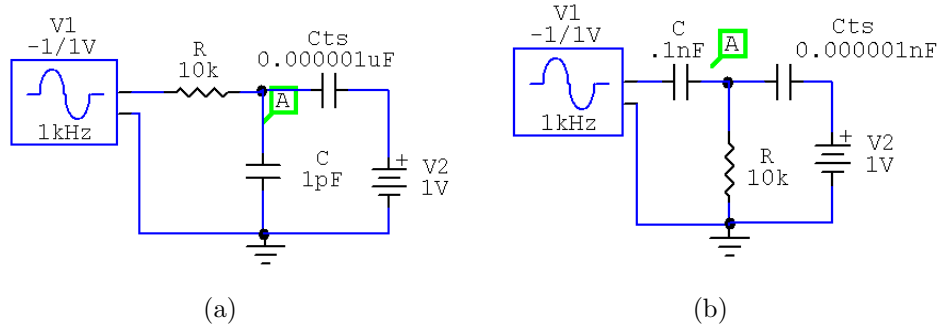 V1
-1/1V
1kHz
R
10k
Cts
0.000001uF
A
C
1pF
V2
1V
+
(a)
V1
-1/1V
1kHz
C
.1nF
A
Cts
0.000001nF
R
10k
V2
1V
+
(b)